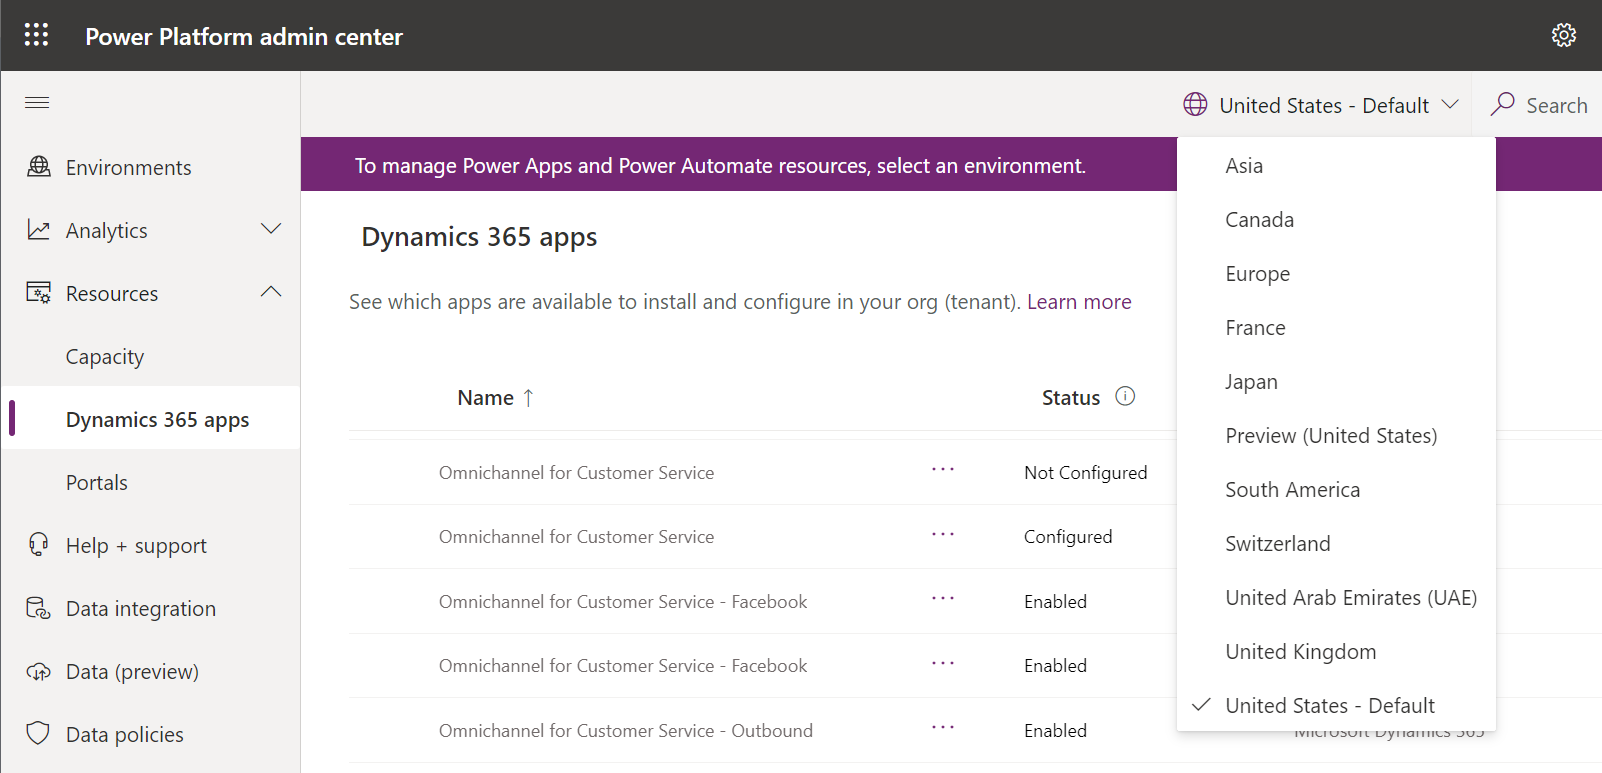 Power Platform admin center
United States - Default
Search
Environments
Analytics
Resources
Capacity
Dynamics 365 apps
Portals
Help + support
Data integration
Data (preview)
Data policies
To manage Power Apps and Power Automate resources, select an environment.
Dynamics 365 apps
See which apps are available to install and configure in your org (tenant). Learn more
Name ↑ Status
Omnichannel for Customer Service ··· Not Configured
Omnichannel for Customer Service ··· Configured
Omnichannel for Customer Service - Facebook ··· Enabled
Omnichannel for Customer Service - Facebook ··· Enabled
Omnichannel for Customer Service - Outbound ··· Enabled Microsoft Dynamics 365
Asia
Canada
Europe
France
Japan
Preview (United States)
South America
Switzerland
United Arab Emirates (UAE)
United Kingdom
United States - Default